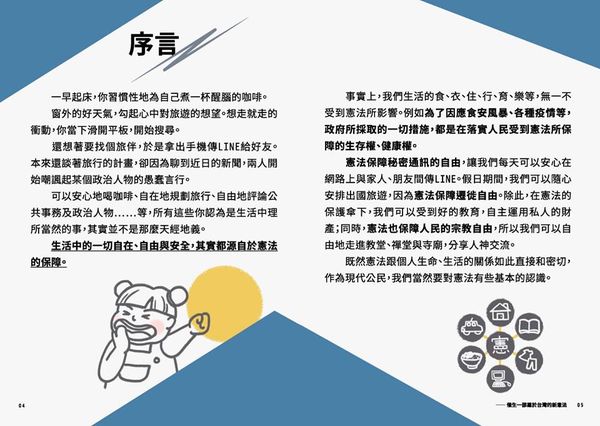 序言
一早起床,你習慣性地為自己煮一杯醒腦的咖啡。
窗外的好天氣,勾起心中對旅遊的想望。想走就走的
衝動,你當下滑開平板,開始搜尋。
還想著要找個旅伴,於是拿出手機傳LINE給好友。
本來還談著旅行的計畫,卻因為聊到近日的新聞,兩人開
始嘲諷起某個政治人物的愚蠢言行。
可以安心地喝咖啡、自在地規劃旅行、自由地評論公
共事務及政治人物......等,所有這些你認為是生活中理
所當然的事,其實並不是那麼天經地義。
生活中的一切自在、自由與安全,其實都源自於憲法
的保障。
04
事實上,我們生活的食、衣、住、行、育、樂等,無一不
受到憲法所影響。例如為了因應食安風暴、各種疫情等,
政府所採取的一切措施,都是在落實人民受到憲法所保
障的生存權、健康權。
憲法保障秘密通訊的自由,讓我們每天可以安心在
網路上與家人、朋友間傳LINE。假日期間,我們可以隨心
安排出國旅遊,因為憲法保障遷徙自由。除此,在憲法的
保護傘下,我們可以受到好的教育,自主運用私人的財
產;同時,憲法也保障人民的宗教自由,所以我們可以自
由地走進教堂、禪堂與寺廟,分享人神交流。
既然憲法跟個人生命、生活的關係如此直接和密切,
作為現代公民,我們當然要對憲法有些基本的認識。
憲
—— 催生一部屬於台灣的新憲法 05